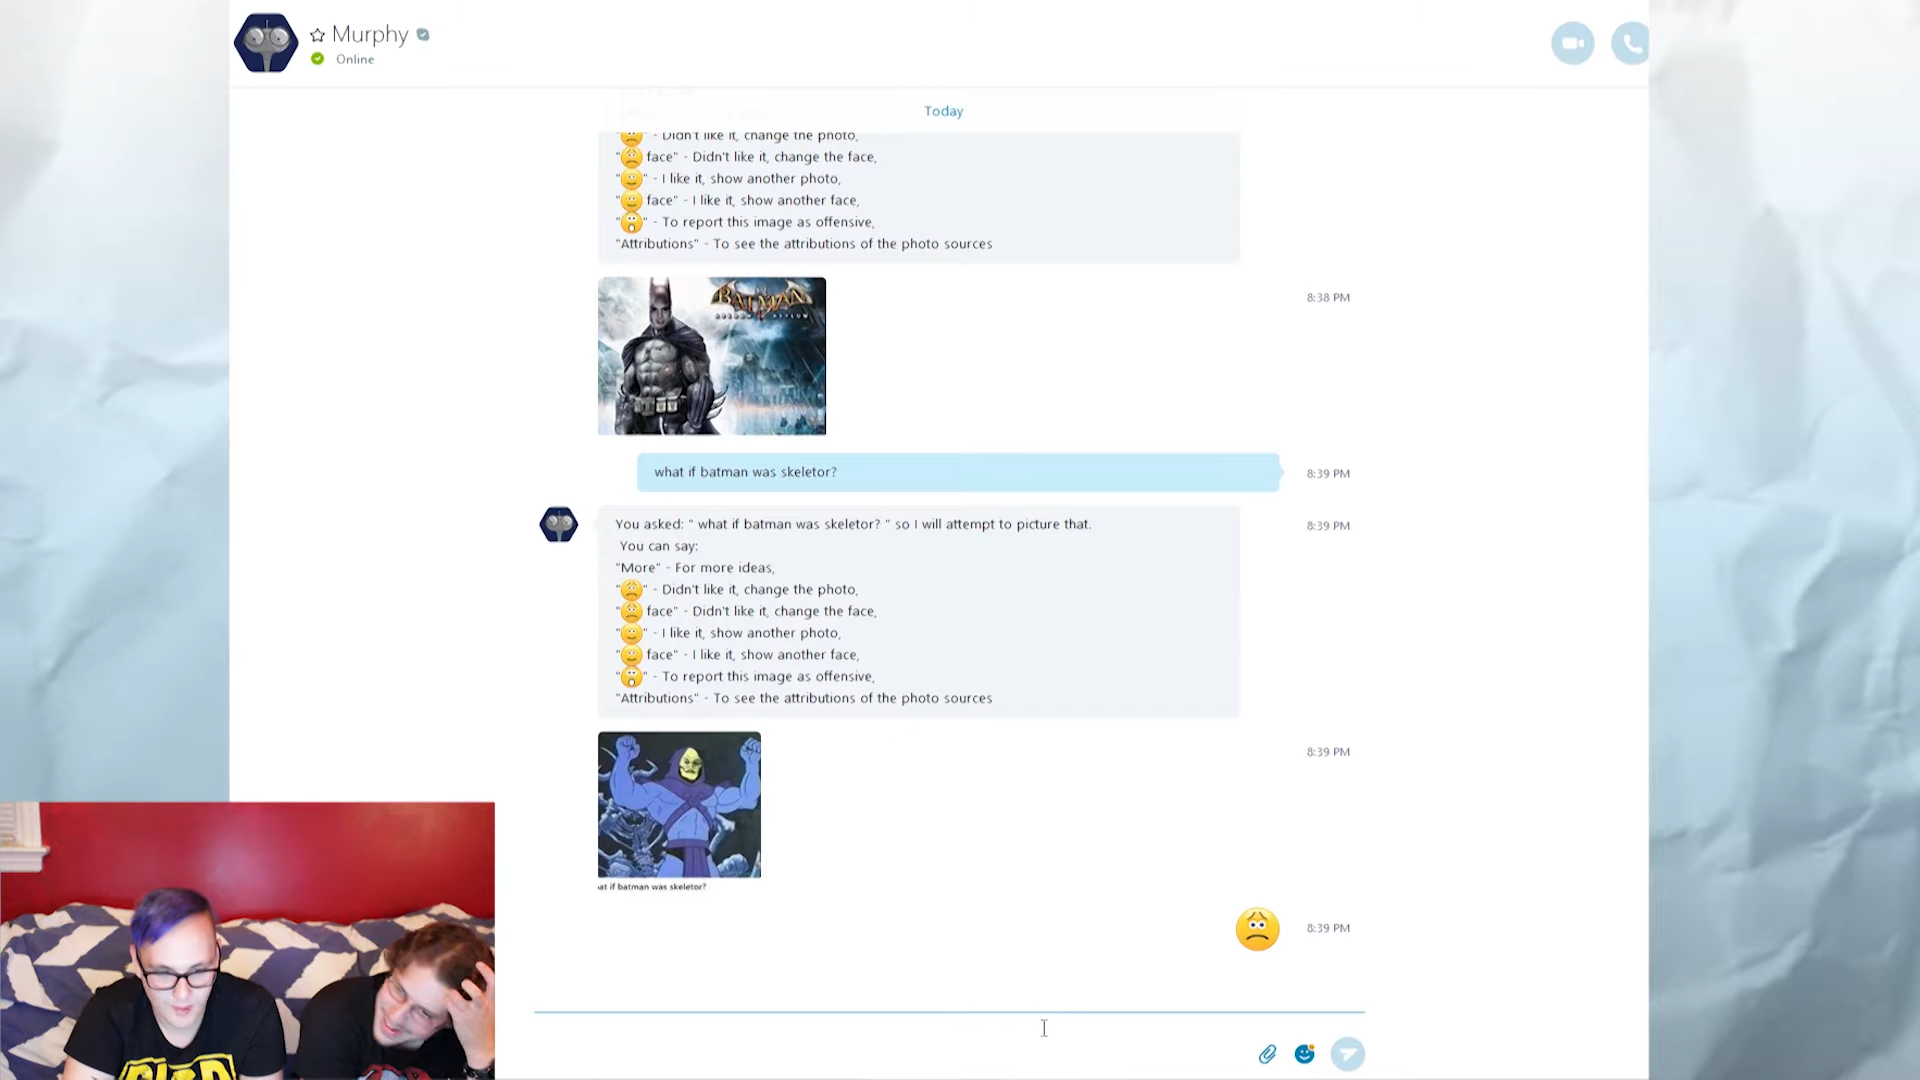 Murphy
Online
Today
" " - Didn't like it, change the photo,
" face" - Didn't like it, change the face,
" " - I like it, show another photo,
" face" - I like it, show another face,
" " - To report this image as offensive,
"Attributions" - To see the attributions of the photo sources
BATMAN
ARKHAM ASYLUM
8:38 PM
what if batman was skeletor?
8:39 PM
You asked: " what if batman was skeletor? " so I will attempt to picture that.
8:39 PM
You can say:
"More" - For more ideas,
" " - Didn't like it, change the photo,
" face" - Didn't like it, change the face,
" " - I like it, show another photo,
" face" - I like it, show another face,
" " - To report this image as offensive,
"Attributions" - To see the attributions of the photo sources
8:39 PM
at if batman was skeletor?
8:39 PM